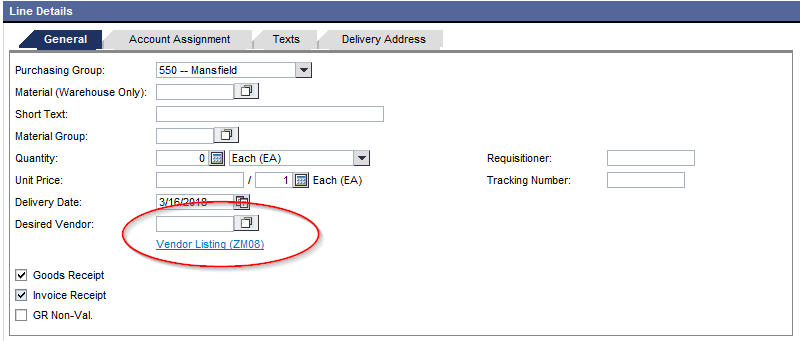 Line Details
General Account Assignment Texts Delivery Address
Purchasing Group: 550 -- Mansfield
Material (Warehouse Only):
Short Text:
Material Group:
Quantity: 0 Each (EA) Requisitioner:
Unit Price: / 1 Each (EA) Tracking Number:
Delivery Date: 3/16/2018
Desired Vendor:
Vendor Listing (ZM08)
Goods Receipt
Invoice Receipt
GR Non-Val.